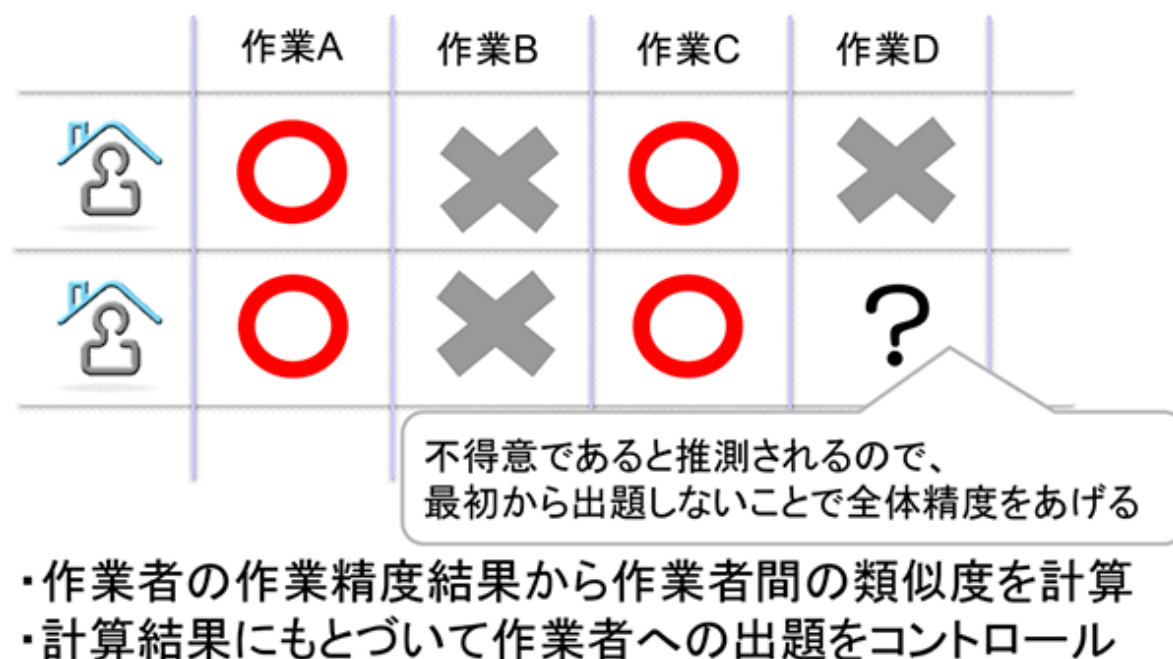 作業A 作業B 作業C 作業D
?
不得意であると推測されるので、
最初から出題しないことで全体精度をあげる
・作業者の作業精度結果から作業者間の類似度を計算
・計算結果にもとづいて作業者への出題をコントロール